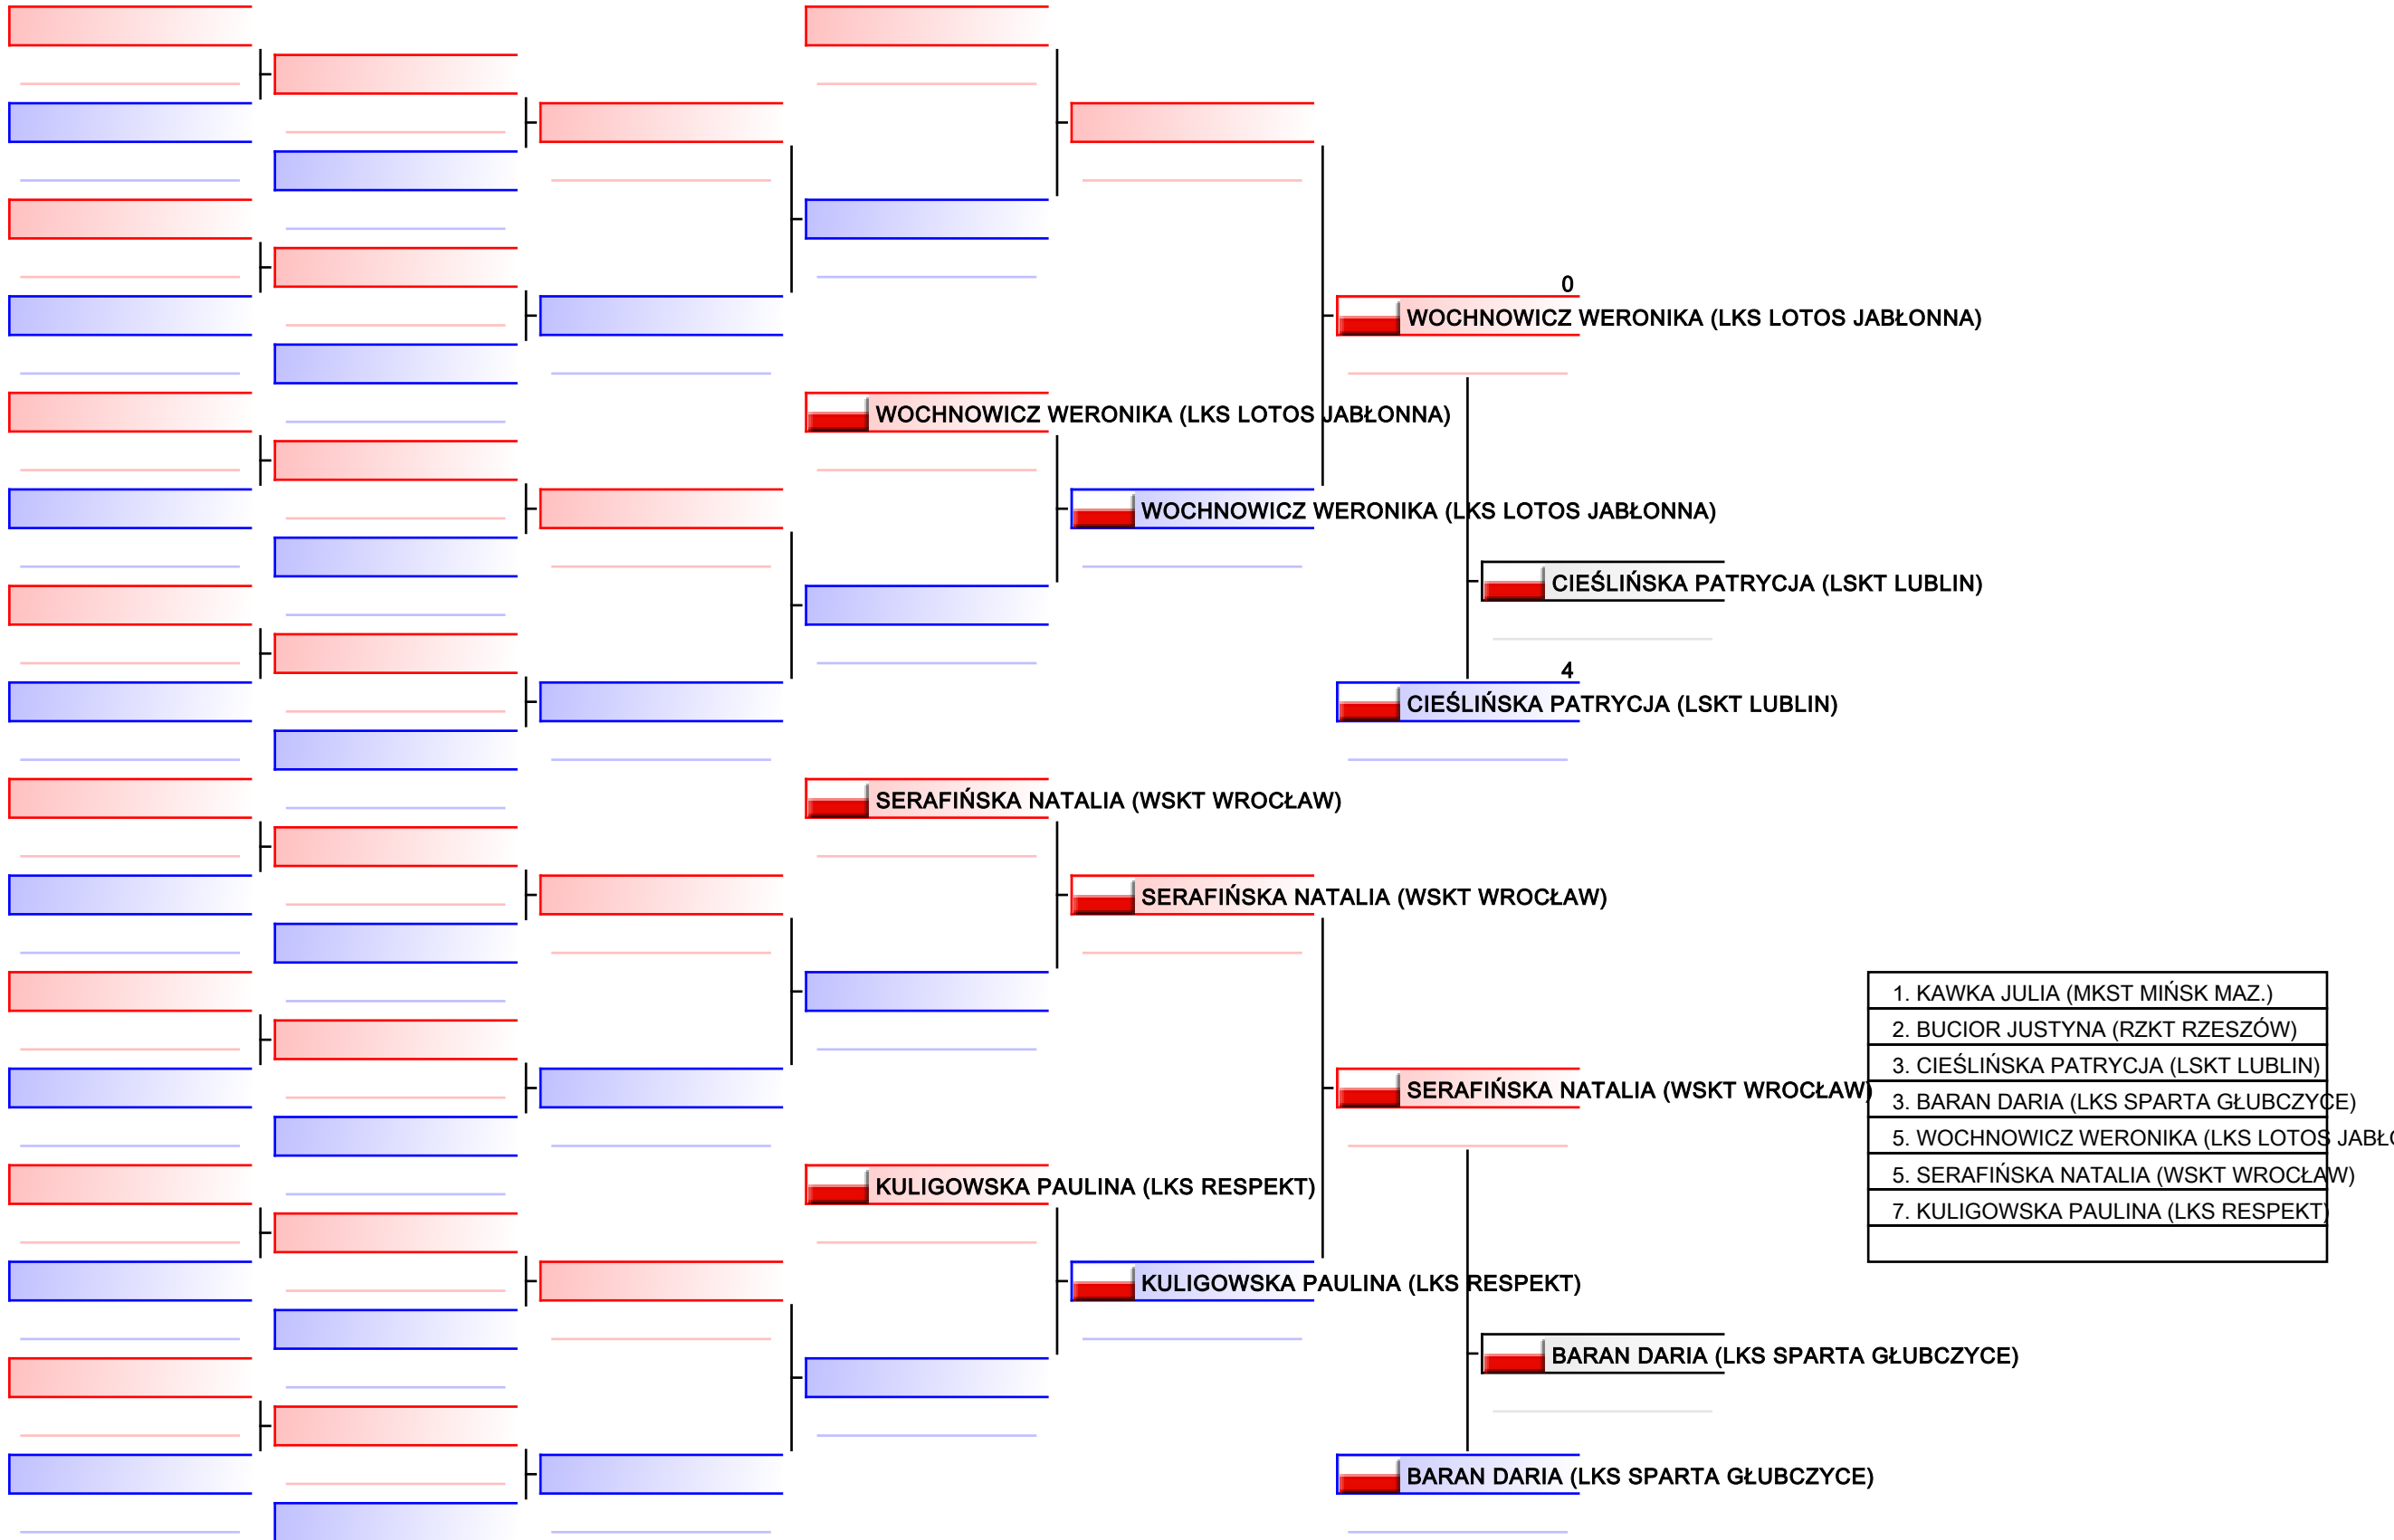 0
WOCHNOWICZ WERONIKA (LKS LOTOS JABŁONNA)
WOCHNOWICZ WERONIKA (LKS LOTOS JABŁONNA)
WOCHNOWICZ WERONIKA (LKS LOTOS JABŁONNA)
CIEŚLIŃSKA PATRYCJA (LSKT LUBLIN)
4
CIEŚLIŃSKA PATRYCJA (LSKT LUBLIN)
SERAFIŃSKA NATALIA (WSKT WROCŁAW)
SERAFIŃSKA NATALIA (WSKT WROCŁAW)
SERAFIŃSKA NATALIA (WSKT WROCŁAW)
KULIGOWSKA PAULINA (LKS RESPEKT)
KULIGOWSKA PAULINA (LKS RESPEKT)
BARAN DARIA (LKS SPARTA GŁUBCZYCE)
BARAN DARIA (LKS SPARTA GŁUBCZYCE)
1. KAWKA JULIA (MKST MIŃSK MAZ.)
2. BUCIOR JUSTYNA (RZKT RZESZÓW)
3. CIEŚLIŃSKA PATRYCJA (LSKT LUBLIN)
3. BARAN DARIA (LKS SPARTA GŁUBCZYCE)
5. WOCHNOWICZ WERONIKA (LKS LOTOS JABŁ
5. SERAFIŃSKA NATALIA (WSKT WROCŁAW)
7. KULIGOWSKA PAULINA (LKS RESPEKT)